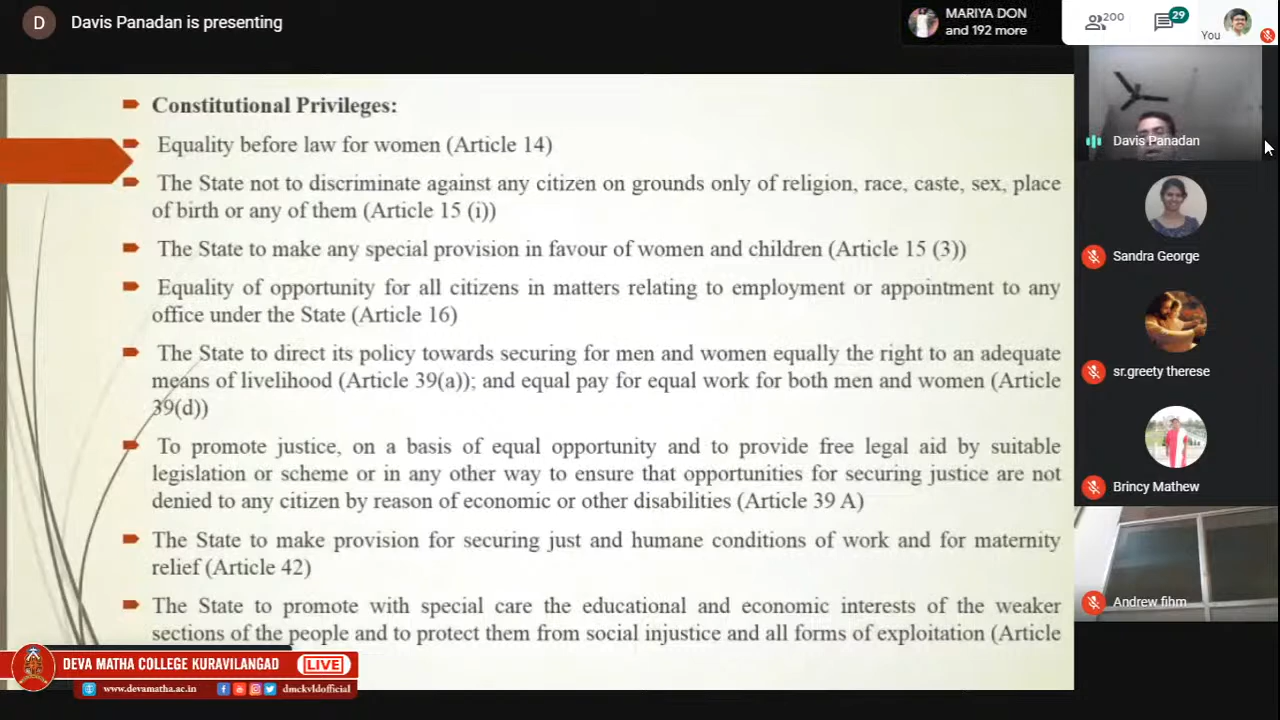 D
Davis Panadan is presenting
MARIYA DON
and 192 more
200
29
You
Constitutional Privileges:
Equality before law for women (Article 14)
The State not to discriminate against any citizen on grounds only of religion, race, caste, sex, place
of birth or any of them (Article 15 (i))
The State to make any special provision in favour of women and children (Article 15 (3))
Equality of opportunity for all citizens in matters relating to employment or appointment to any
office under the State (Article 16)
The State to direct its policy towards securing for men and women equally the right to an adequate
means of livelihood (Article 39(a)); and equal pay for equal work for both men and women (Article
39(d))
To promote justice, on a basis of equal opportunity and to provide free legal aid by suitable
legislation or scheme or in any other way to ensure that opportunities for securing justice are not
denied to any citizen by reason of economic or other disabilities (Article 39 A)
The State to make provision for securing just and humane conditions of work and for maternity
relief (Article 42)
The State to promote with special care the educational and economic interests of the weaker
sections of the people and to protect them from social injustice and all forms of exploitation (Article
Davis Panadan
Sandra George
sr.greety therese
Brincy Mathew
Andrew fihm
DEVA MATHA COLLEGE KURAVILANGAD
LIVE
www.devamatha.ac.in
dmckvldofficial